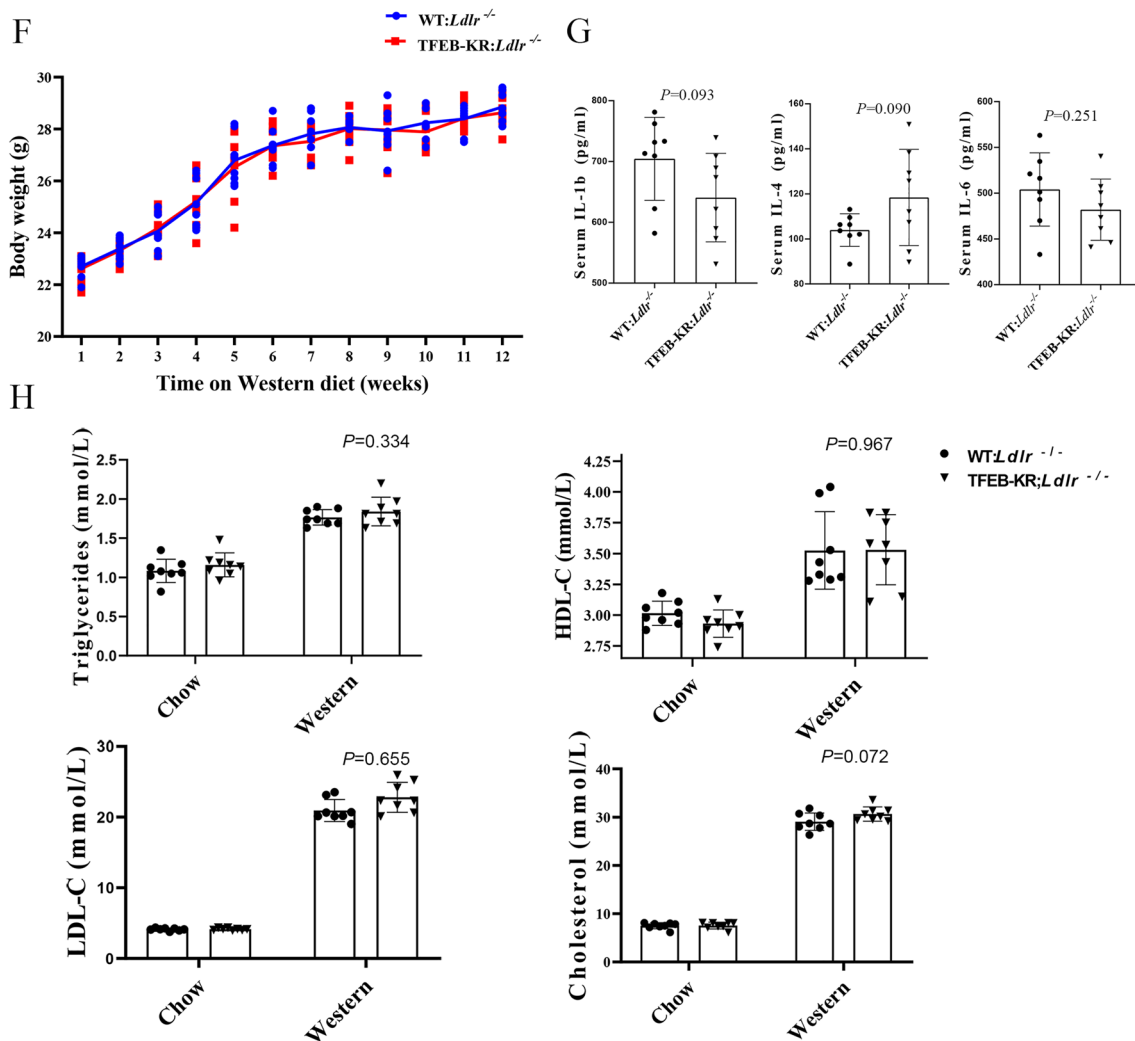 F
WT:Ldlr -/-
TFEB-KR:Ldlr -/-
Body weight (g)
30
28
26
24
22
20
1 2 3 4 5 6 7 8 9 10 11 12
Time on Western diet (weeks)
G
P=0.093
Serum IL-1b (pg/ml)
800
700
600
500
WT:Ldlr-/-
TFEB-KR:Ldlr-/-
P=0.090
Serum IL-4 (pg/ml)
160
140
120
100
80
WT:Ldlr-/-
TFEB-KR:Ldlr-/-
P=0.251
Serum IL-6 (pg/ml)
600
550
500
450
400
WT:Ldlr-/-
TFEB-KR:Ldlr-/-
H
P=0.334
Triglycerides (mmol/L)
2.5
2.0
1.5
1.0
0.5
0.0
Chow
Western
P=0.967
HDL-C (mmol/L)
4.25
4.00
3.75
3.50
3.25
3.00
2.75
Chow
Western
WT:Ldlr -/-
TFEB-KR;Ldlr -/-
P=0.655
LDL-C (mmol/L)
30
20
10
0
Chow
Western
P=0.072
Cholesterol (mmol/L)
40
30
20
10
0
Chow
Western